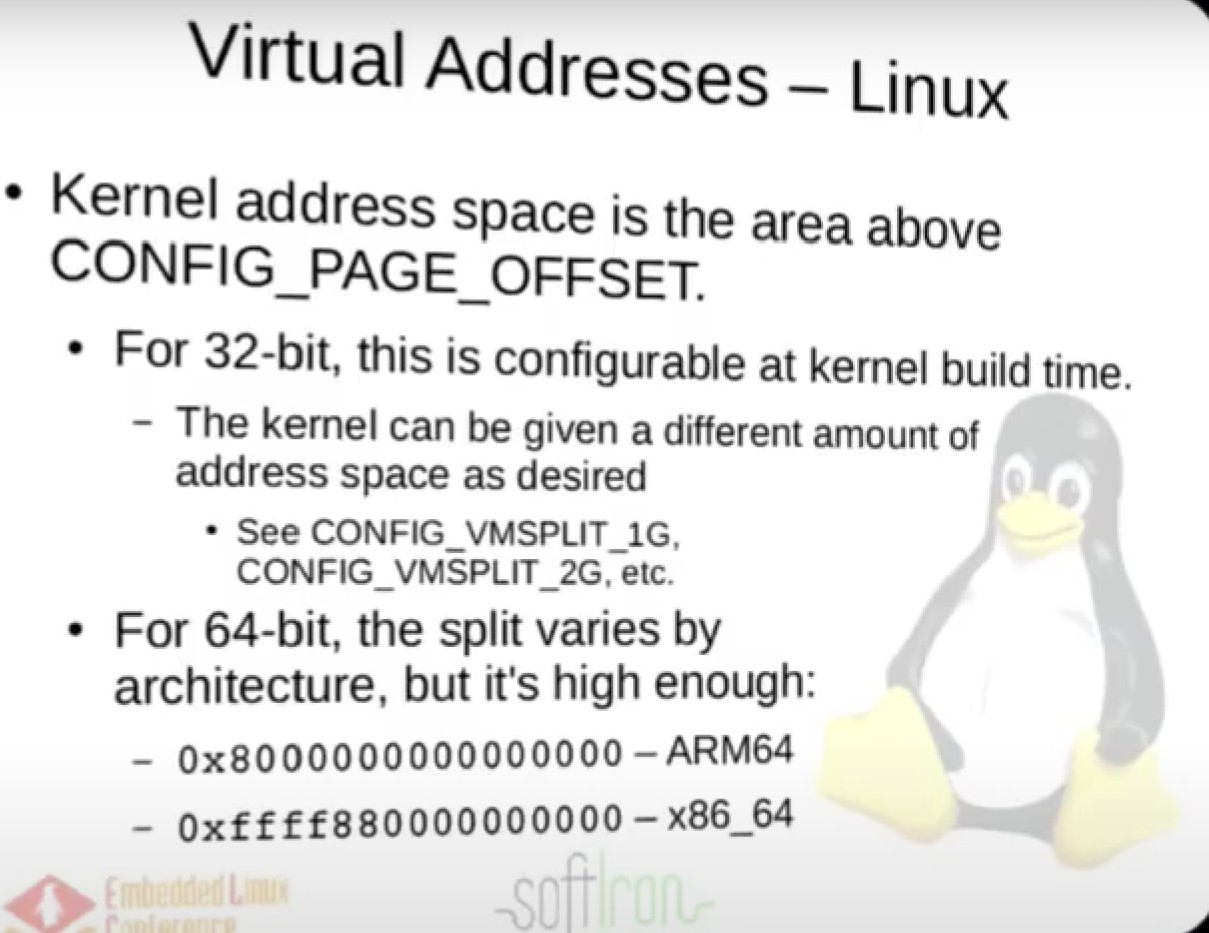 Virtual Addresses – Linux
• Kernel address space is the area above
CONFIG_PAGE_OFFSET.
• For 32-bit, this is configurable at kernel build time.
– The kernel can be given a different amount of
address space as desired
• See CONFIG_VMSPLIT_1G,
CONFIG_VMSPLIT_2G, etc.
• For 64-bit, the split varies by
architecture, but it's high enough:
– 0x8000000000000000 – ARM64
– 0xffff880000000000 – x86_64
Embedded Linux
Conference
softIron